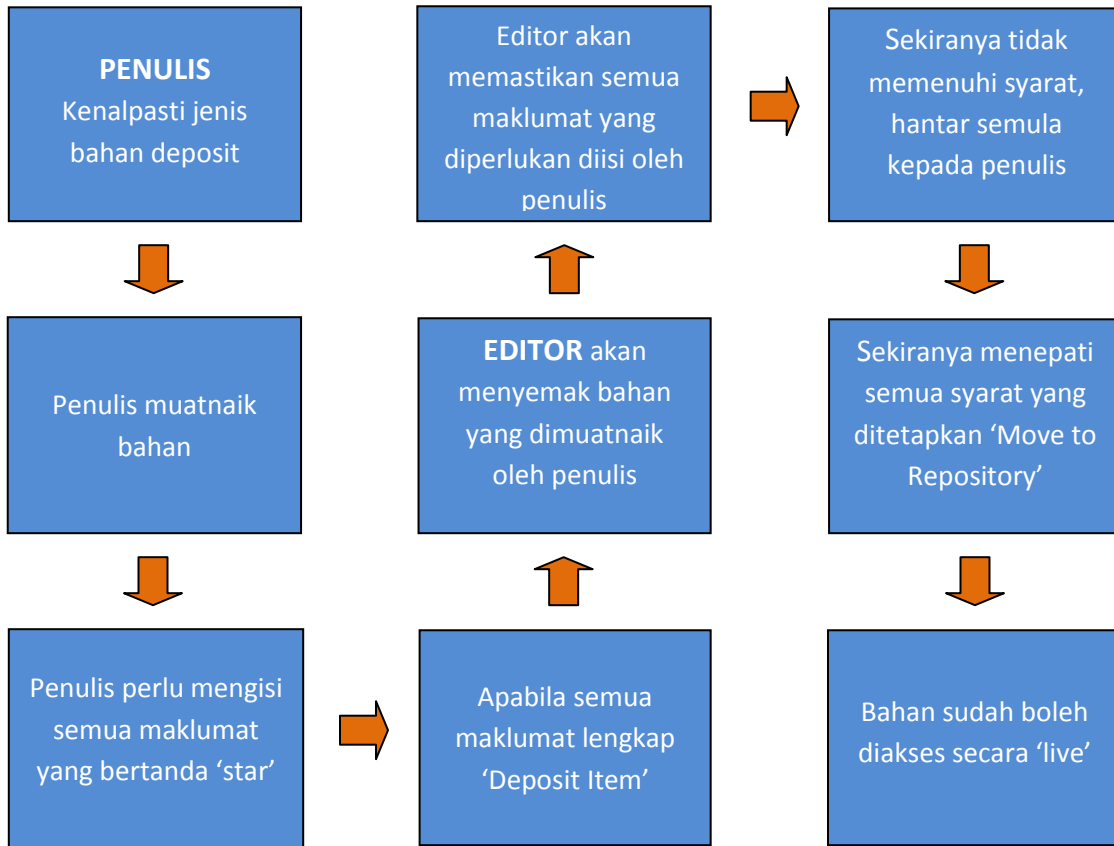 PENULIS
Kenalpasti jenis
bahan deposit
Penulis muatnaik
bahan
Penulis perlu mengisi
semua maklumat
yang bertanda ‘star’
Apabila semua
maklumat lengkap
‘Deposit Item’
EDITOR akan
menyemak bahan
yang dimuatnaik
oleh penulis
Editor akan
memastikan semua
maklumat yang
diperlukan diisi oleh
penulis
Sekiranya tidak
memenuhi syarat,
hantar semula
kepada penulis
Sekiranya menepati
semua syarat yang
ditetapkan ‘Move to
Repository’
Bahan sudah boleh
diakses secara ‘live’